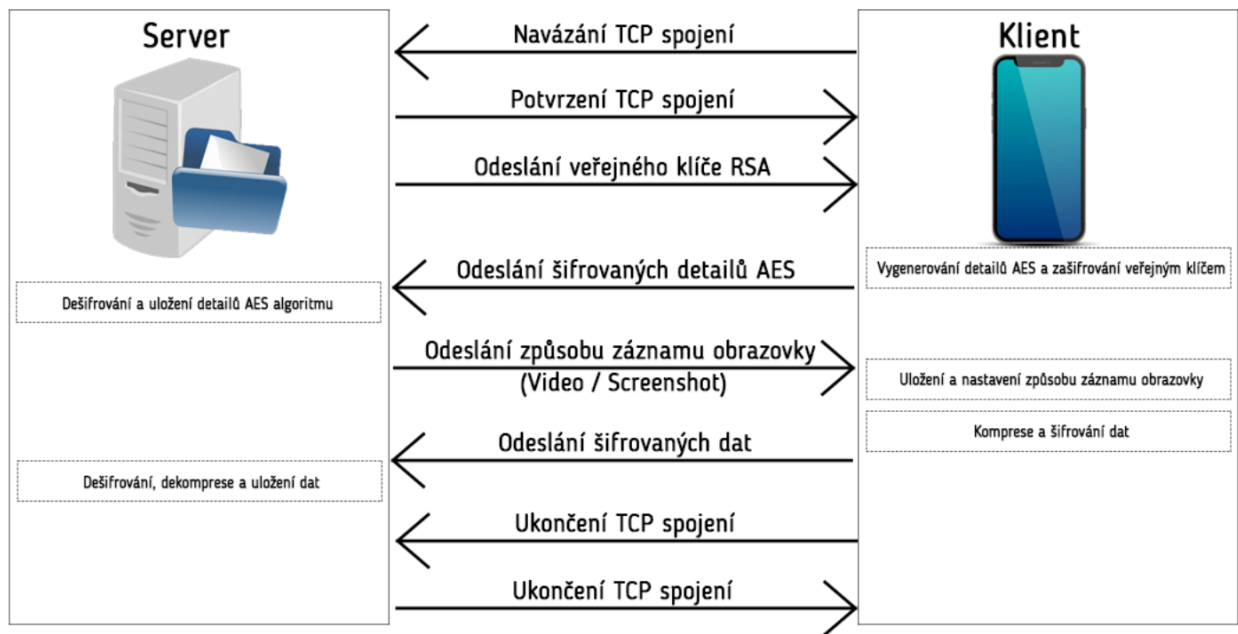 Server
Klient
Navázání TCP spojení
Potvrzení TCP spojení
Odeslání veřejného klíče RSA
Vygenerování detailů AES a zašifrování veřejným klíčem
Odeslání šifrovaných detailů AES
Dešifrování a uložení detailů AES algoritmu
Odeslání způsobu záznamu obrazovky
(Video / Screenshot)
Uložení a nastavení způsobu záznamu obrazovky
Komprese a šifrování dat
Odeslání šifrovaných dat
Dešifrování, dekomprese a uložení dat
Ukončení TCP spojení
Ukončení TCP spojení